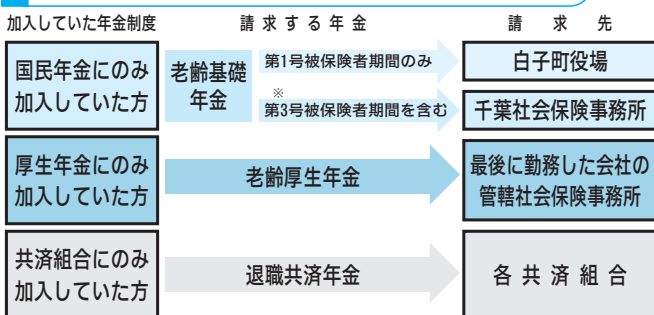 加入していた年金制度 請求する年金 請求先
国民年金にのみ
加入していた方
老齢基礎
年金
第1号被保険者期間のみ
※
第3号被保険者期間を含む
白子町役場
千葉社会保険事務所
厚生年金にのみ
加入していた方
老齢厚生年金
最後に勤務した会社の
管轄社会保険事務所
共済組合にのみ
加入していた方
退職共済年金
各共済組合